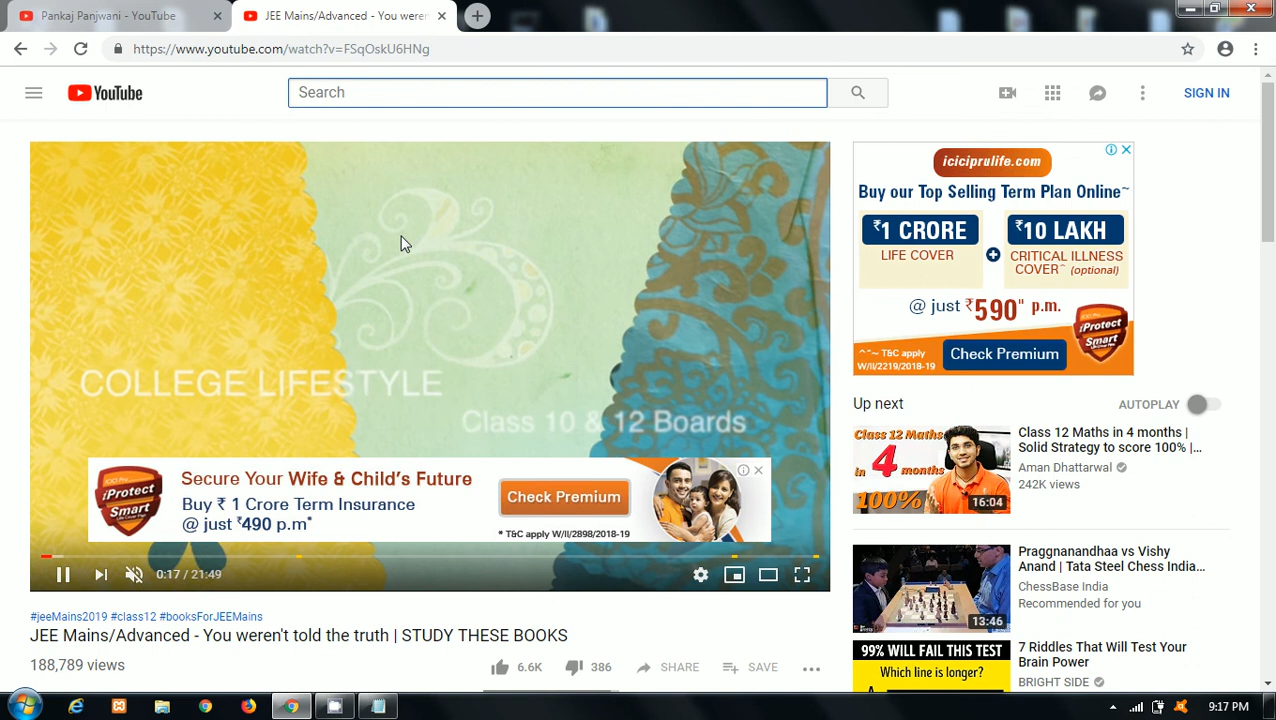 Pankaj Panjwani - YouTube
JEE Mains/Advanced - You weren't
https://www.youtube.com/watch?v=FSqOskU6HNg
YouTube
Search
SIGN IN
COLLEGE LIFESTYLE
Class 10 & 12 Boards
iProtect
Smart
Secure Your Wife & Child's Future
Buy ₹ 1 Crore Term Insurance
@ just ₹490 p.m*
Check Premium
* T&C apply W/II/2898/2018-19
0:17 / 21:49
#jeeMains2019 #class12 #booksForJEEMains
JEE Mains/Advanced - You weren't told the truth | STUDY THESE BOOKS
188,789 views
6.6K
386
SHARE
SAVE
iciciprulife.com
Buy our Top Selling Term Plan Online~
₹1 CRORE
LIFE COVER
₹10 LAKH
CRITICAL ILLNESS
COVER^ (optional)
@ just ₹590" p.m.
iProtect
Smart
^^~ T&C apply
W/II/2219/2018-19
Check Premium
Up next
AUTOPLAY
Class 12 Maths
in 4 months
100%
16:04
Class 12 Maths in 4 months |
Solid Strategy to score 100% |...
Aman Dhattarwal
242K views
13:46
Praggnanandhaa vs Vishy
Anand | Tata Steel Chess India...
ChessBase India
Recommended for you
99% WILL FAIL THIS TEST
Which line is longer?
7 Riddles That Will Test Your
Brain Power
BRIGHT SIDE
9:17 PM